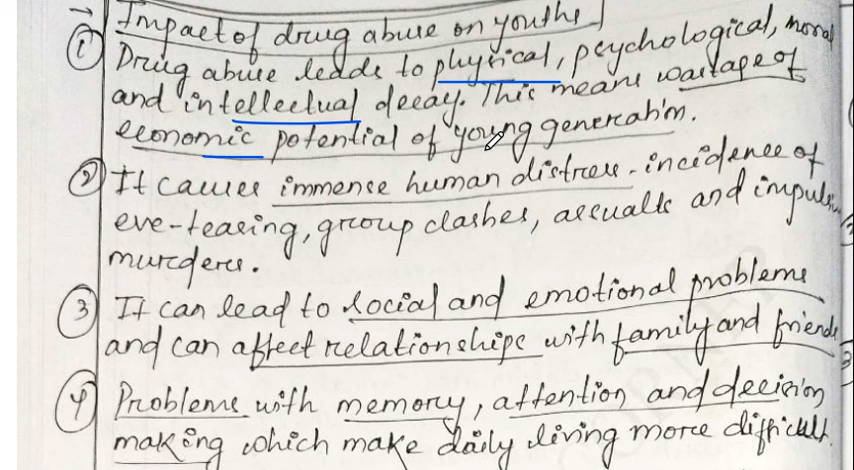 → Impact of drug abuse on youths
① Drug abuse leads to physical, psychological, moral
and intellectual decay. This means wastage of
economic potential of young generation.
② It causes immense human distress - incidence of
eve-teasing, group clashes, assualts and impulsive
murders.
③ It can lead to social and emotional problems
and can affect relationships with family and friends
④ Problems with memory, attention and decision
making which make daily living more difficult.